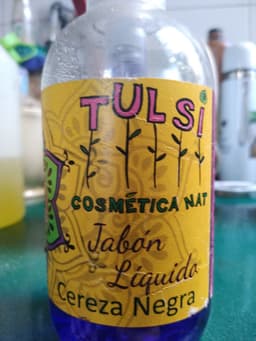 TULSI
COSMÉTICA NAT
Jabón
Líquido
Cereza Negra